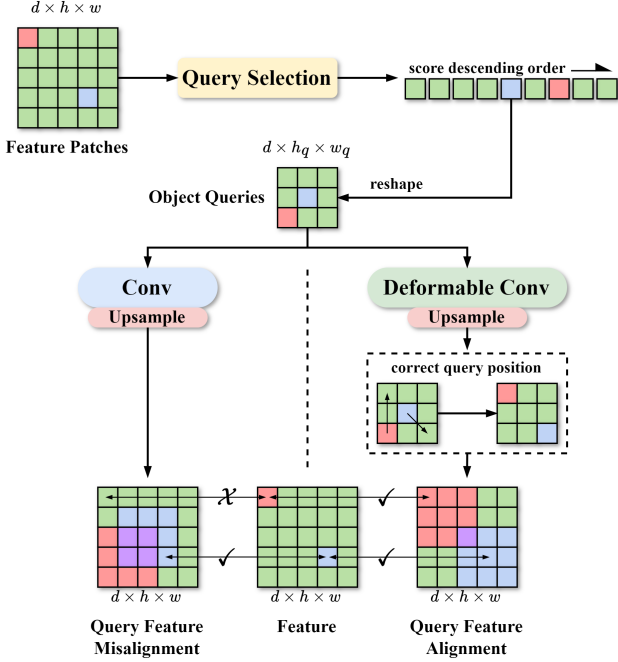 d × h × w
Query Selection
score descending order
Feature Patches
d × h_q × w_q
Object Queries
reshape
Conv
Upsample
Deformable Conv
Upsample
correct query position
𝒳
✓
✓
✓
d × h × w
d × h × w
d × h × w
Query Feature
Misalignment
Feature
Query Feature
Alignment